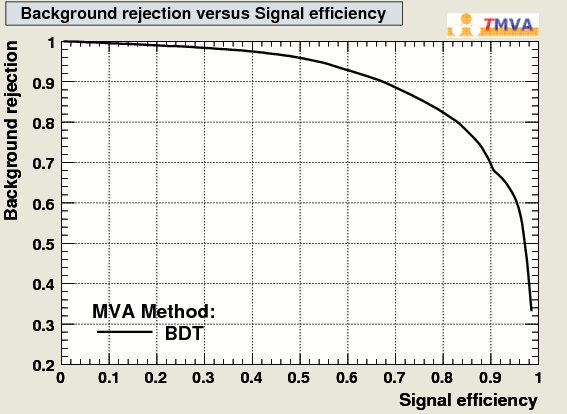 Background rejection versus Signal efficiency
TMVA
Background rejection
1
0.9
0.8
0.7
0.6
0.5
0.4
0.3
0.2
MVA Method:
BDT
0 0.1 0.2 0.3 0.4 0.5 0.6 0.7 0.8 0.9 1
Signal efficiency